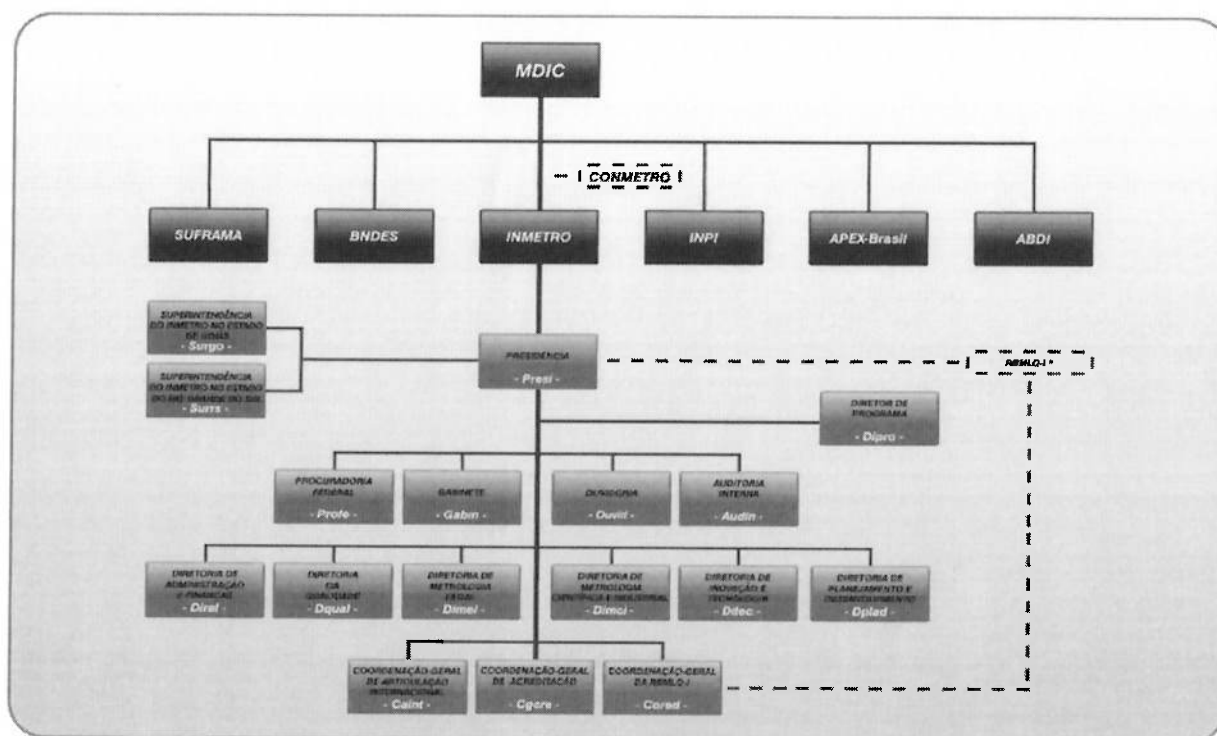 MDIC
CONMETRO
SUFRAMA
BNDES
INMETRO
INPI
APEX-Brasil
ABDI
SUPERINTENDÊNCIA
DO INMETRO NO ESTADO
DE GOIÁS
- Surgo -
SUPERINTENDÊNCIA
DO INMETRO NO ESTADO
DO RIO GRANDE DO SUL
- Surrs -
PRESIDÊNCIA
- Presi -
RBMLQ-I *
DIRETOR DE
PROGRAMA
- Dipro -
PROCURADORIA
FEDERAL
- Profe -
GABINETE
- Gabin -
OUVIDORIA
AUDITORIA
INTERNA
- Audin -
DIRETORIA DE
ADMINISTRAÇÃO
E FINANÇAS
- Diraf -
DIRETORIA
DA
QUALIDADE
- Dqual -
DIRETORIA DE
METROLOGIA
LEGAL
- Dimel -
DIRETORIA DE
METROLOGIA
CIENTÍFICA E INDUSTRIAL
- Dimci -
DIRETORIA DE
INOVAÇÃO E
TECNOLOGIA
- Ditec -
DIRETORIA DE
PLANEJAMENTO E
DESENVOLVIMENTO
- Dplad -
COORDENAÇÃO-GERAL
DE ARTICULAÇÃO
INTERNACIONAL
- Caint -
COORDENAÇÃO-GERAL
DE ACREDITAÇÃO
- Cgcre -
COORDENAÇÃO-GERAL
DA RBMLQ-I
- Cored -